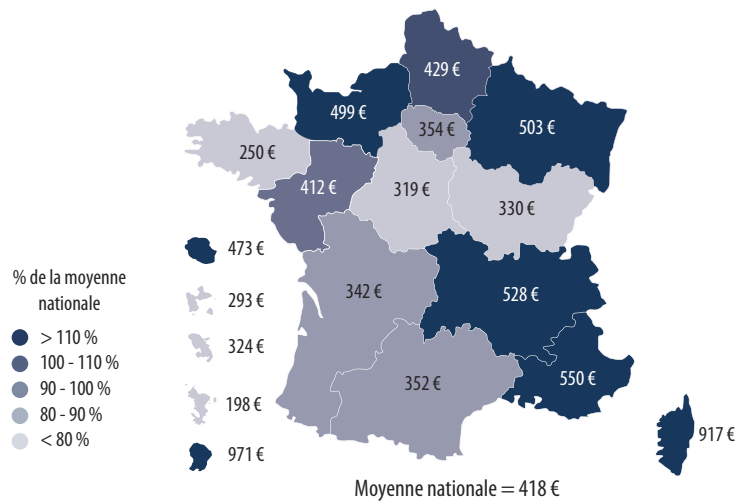 429 €
499 €
354 €
503 €
250 €
412 €
319 €
330 €
473 €
% de la moyenne
nationale
342 €
528 €
293 €
> 110 %
324 €
100 - 110 %
90 - 100 %
352 €
550 €
198 €
80 - 90 %
< 80 %
971 €
917 €
Moyenne nationale = 418 €